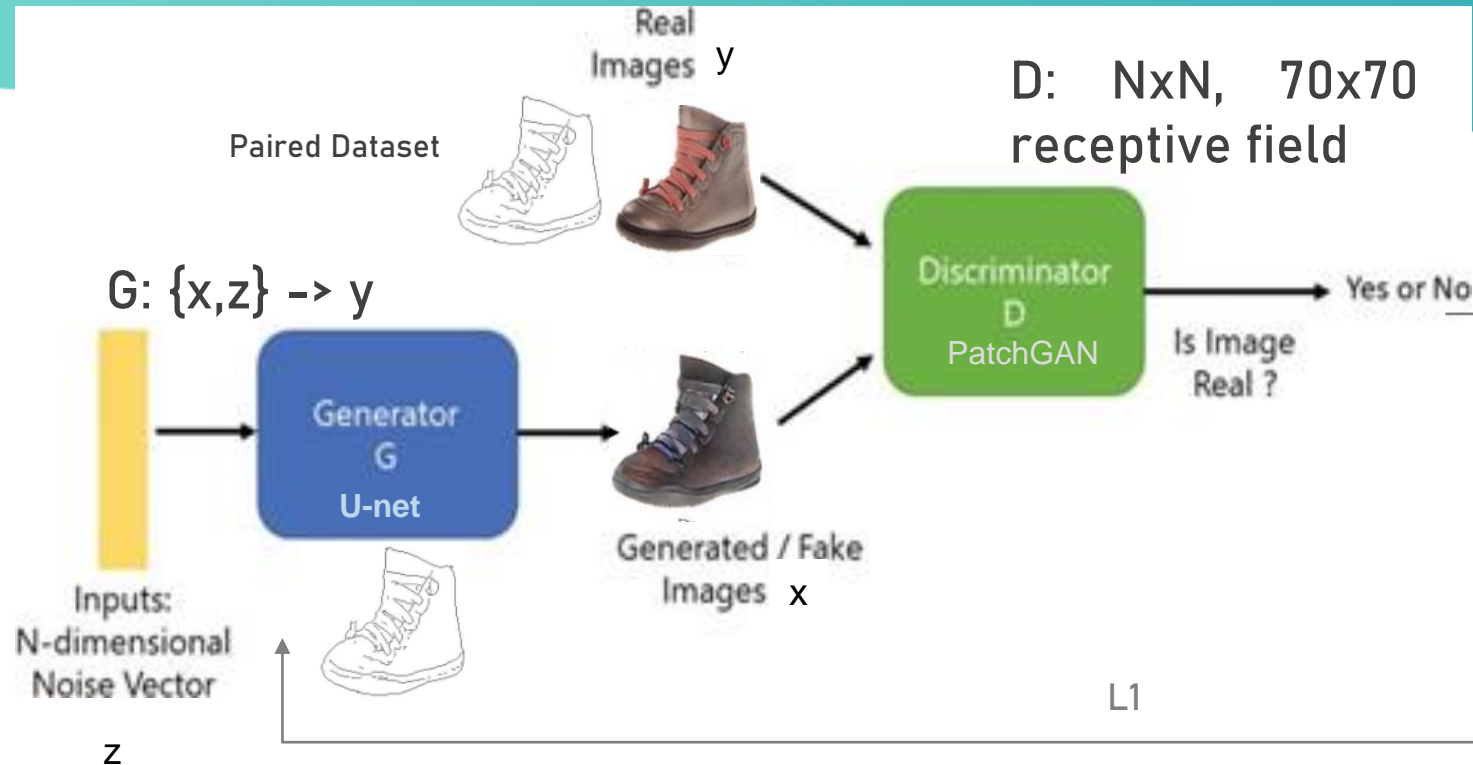 Real
Images y
D: NxN, 70x70
receptive field
Paired Dataset
G: {x,z} -> y
Discriminator
D
PatchGAN
Yes or No
Is Image
Real ?
Generator
G
U-net
Generated / Fake
Images x
Inputs:
N-dimensional
Noise Vector
z
L1